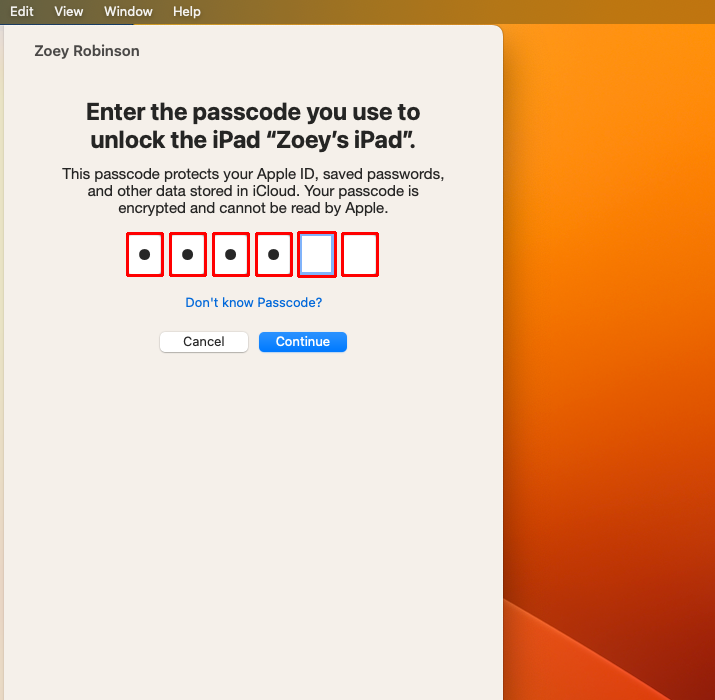 Edit View Window Help
Zoey Robinson
Enter the passcode you use to
unlock the iPad “Zoey’s iPad”.
This passcode protects your Apple ID, saved passwords,
and other data stored in iCloud. Your passcode is
encrypted and cannot be read by Apple.
Don't know Passcode?
Cancel Continue